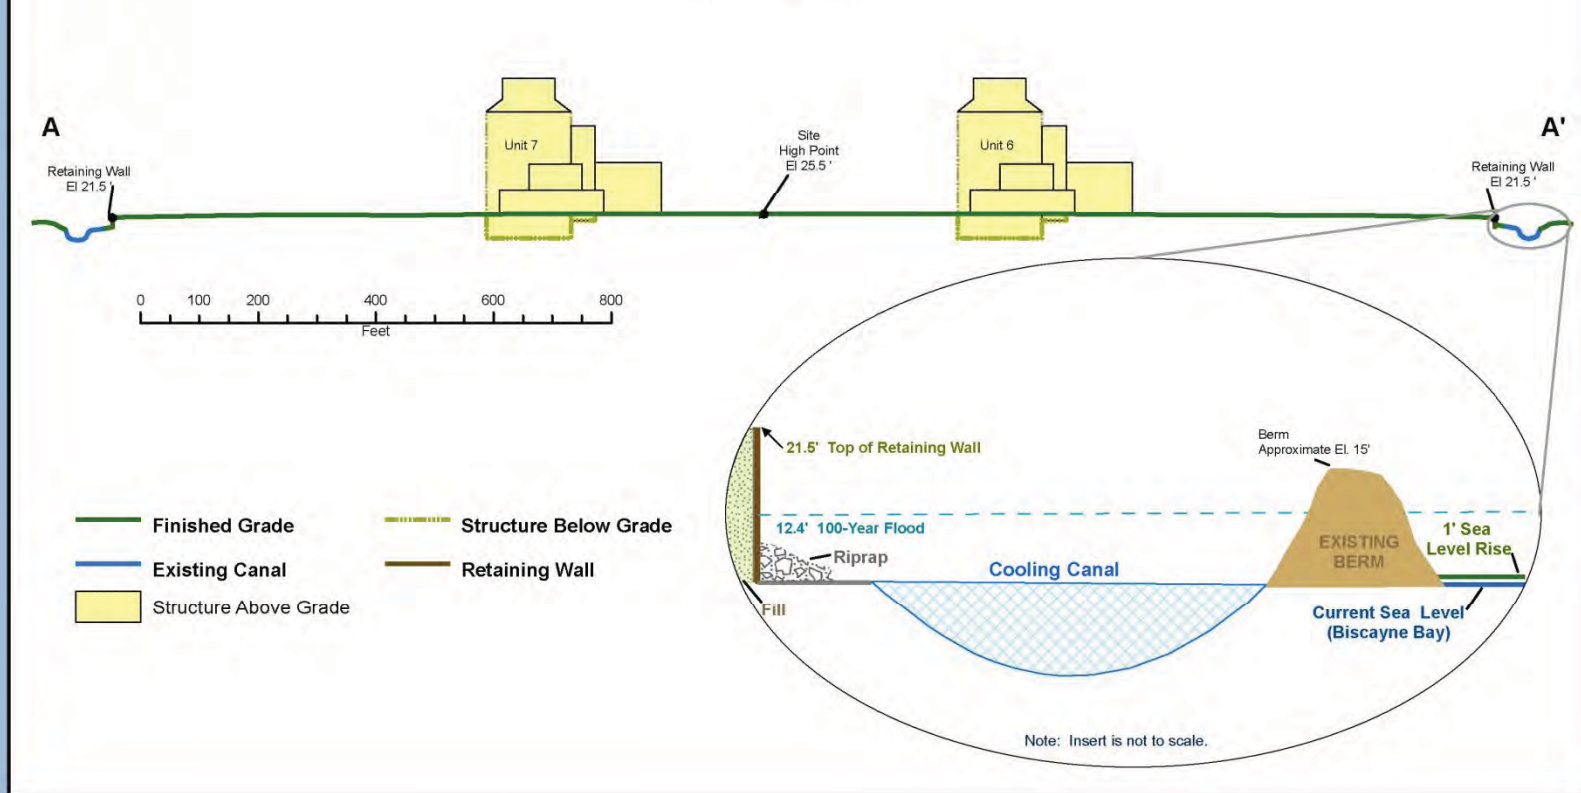 A
A'
Retaining Wall
El 21.5 '
Unit 7
Site
High Point
El 25.5 '
Unit 6
Retaining Wall
El 21.5 '
0 100 200 400 600 800
Feet
Berm
Approximate El. 15'
21.5' Top of Retaining Wall
12.4' 100-Year Flood
Riprap
Cooling Canal
EXISTING
BERM
1' Sea
Level Rise
Fill
Current Sea Level
(Biscayne Bay)
Note: Insert is not to scale.
Finished Grade
Structure Below Grade
Existing Canal
Retaining Wall
Structure Above Grade